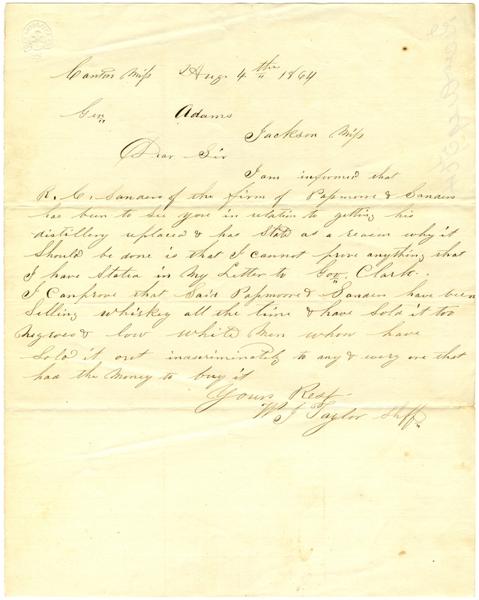 Canton Miss Aug 4th 1864
Gen Adams
Jackson Miss
Dear Sir
I am informed that
R. C. Sanders of the firm of Passmore & Sanders
has been to see you in relation to getting his
distillery replaced & has Stated as a reason why it
Should be done is that I cannot prove anything that
I have Stated in My Letter to Gov. Clark.
I can prove that Said Passmore & Sanders have been
Selling whiskey all the time & have Sold it too
Negroes & low white Men whom have
Sold it out inascriminately to any & every one that
had the Money to buy it
Yours Resp
W J Taylor Shff